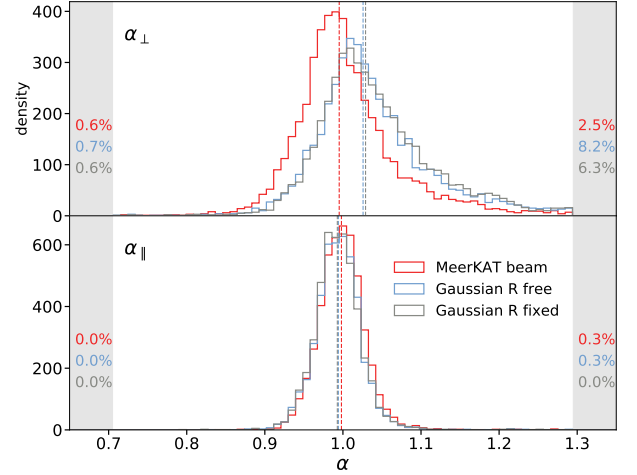 400
α⊥
300
density
200
0.6%
2.5%
0.7%
8.2%
100
0.6%
6.3%
0
α∥
600
MeerKAT beam
400
Gaussian R free
Gaussian R fixed
200
0.0%
0.3%
0.0%
0.3%
0.0%
0.0%
0
0.7 0.8 0.9 1.0 1.1 1.2 1.3
α